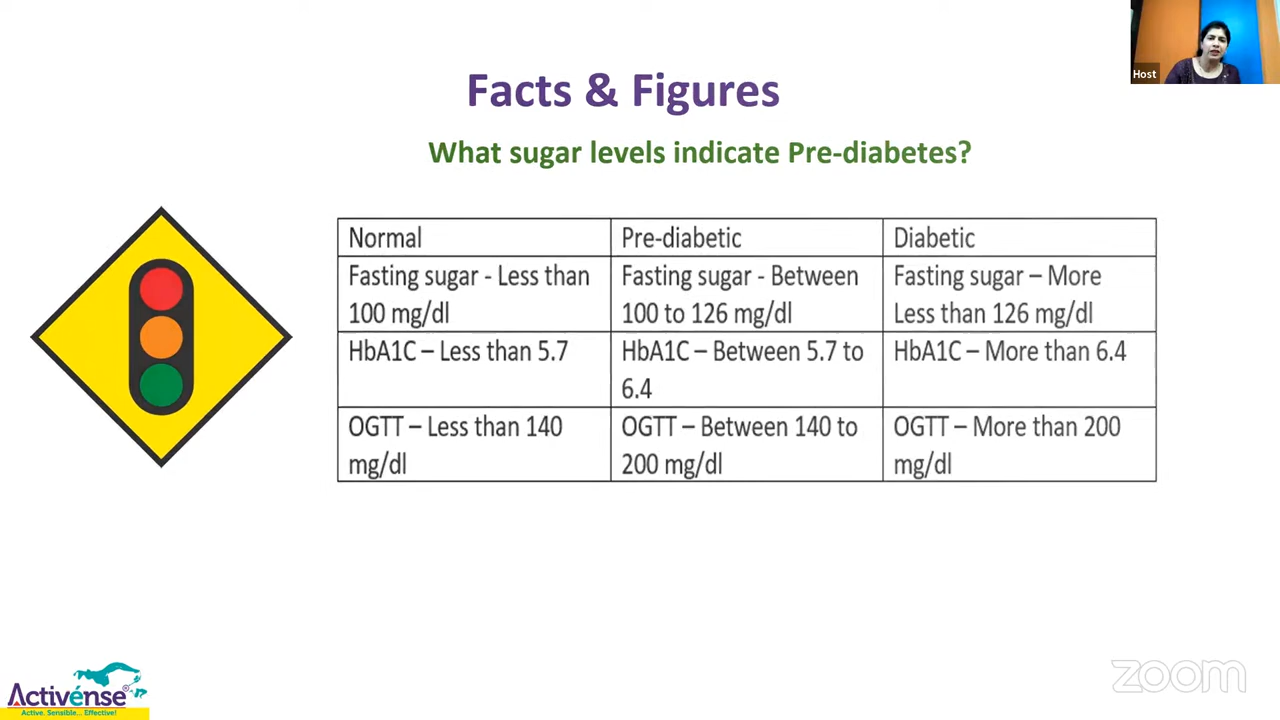 Host
Facts & Figures
What sugar levels indicate Pre-diabetes?
Normal
Pre-diabetic
Diabetic
Fasting sugar - Less than
100 mg/dl
Fasting sugar - Between
100 to 126 mg/dl
Fasting sugar – More
Less than 126 mg/dl
HbA1C – Less than 5.7
HbA1C – Between 5.7 to
6.4
HbA1C – More than 6.4
OGTT – Less than 140
mg/dl
OGTT – Between 140 to
200 mg/dl
OGTT – More than 200
mg/dl
Activénse®
Active. Sensible... Effective!
zoom